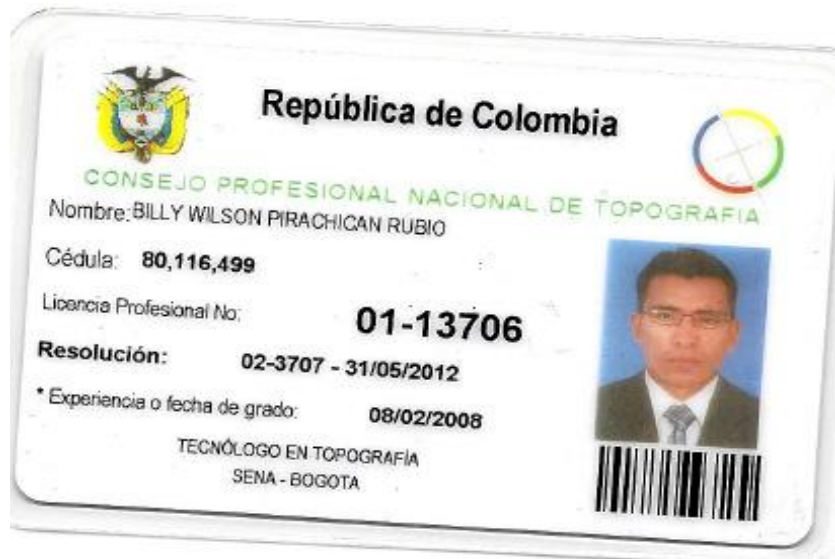 República de Colombia
CONSEJO PROFESIONAL NACIONAL DE TOPOGRAFIA
Nombre: BILLY WILSON PIRACHICAN RUBIO
Cédula: 80,116,499
Licencia Profesional No: 01-13706
Resolución: 02-3707 - 31/05/2012
* Experiencia o fecha de grado: 08/02/2008
TECNÓLOGO EN TOPOGRAFÍA
SENA - BOGOTA